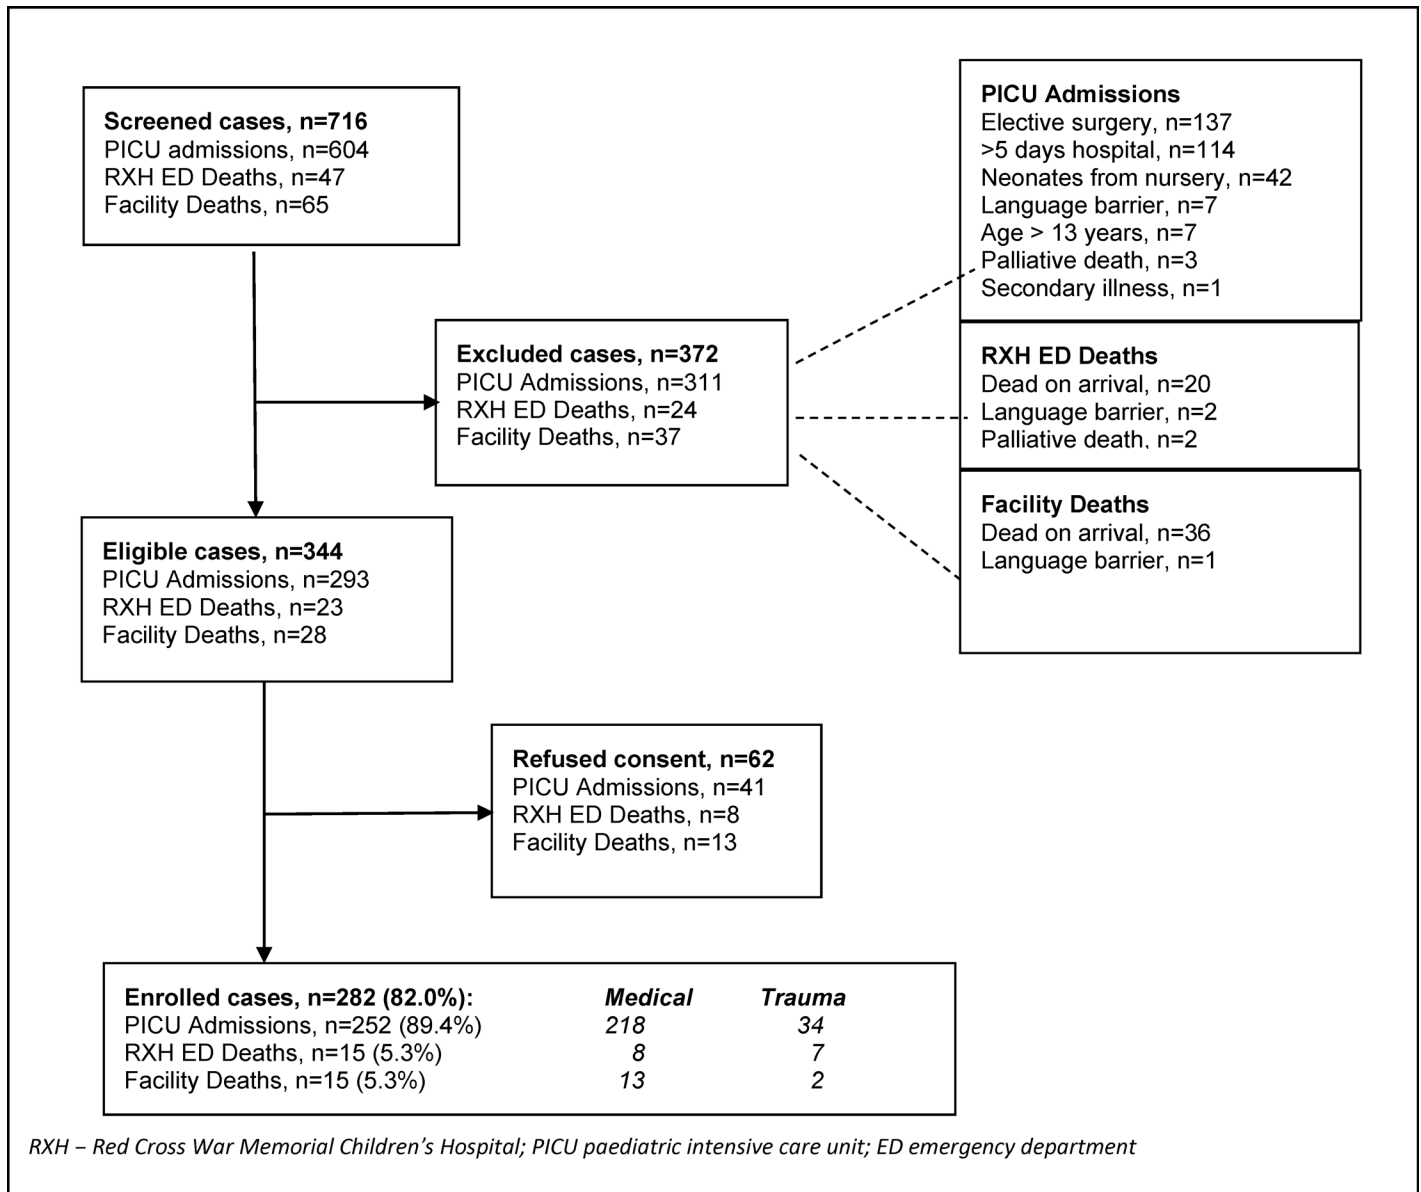 Screened cases, n=716
PICU admissions, n=604
RXH ED Deaths, n=47
Facility Deaths, n=65
PICU Admissions
Elective surgery, n=137
>5 days hospital, n=114
Neonates from nursery, n=42
Language barrier, n=7
Age > 13 years, n=7
Palliative death, n=3
Secondary illness, n=1
Excluded cases, n=372
PICU Admissions, n=311
RXH ED Deaths, n=24
Facility Deaths, n=37
RXH ED Deaths
Dead on arrival, n=20
Language barrier, n=2
Palliative death, n=2
Facility Deaths
Dead on arrival, n=36
Language barrier, n=1
Eligible cases, n=344
PICU Admissions, n=293
RXH ED Deaths, n=23
Facility Deaths, n=28
Refused consent, n=62
PICU Admissions, n=41
RXH ED Deaths, n=8
Facility Deaths, n=13
Enrolled cases, n=282 (82.0%): Medical Trauma
PICU Admissions, n=252 (89.4%) 218 34
RXH ED Deaths, n=15 (5.3%) 8 7
Facility Deaths, n=15 (5.3%) 13 2
RXH – Red Cross War Memorial Children's Hospital; PICU paediatric intensive care unit; ED emergency department